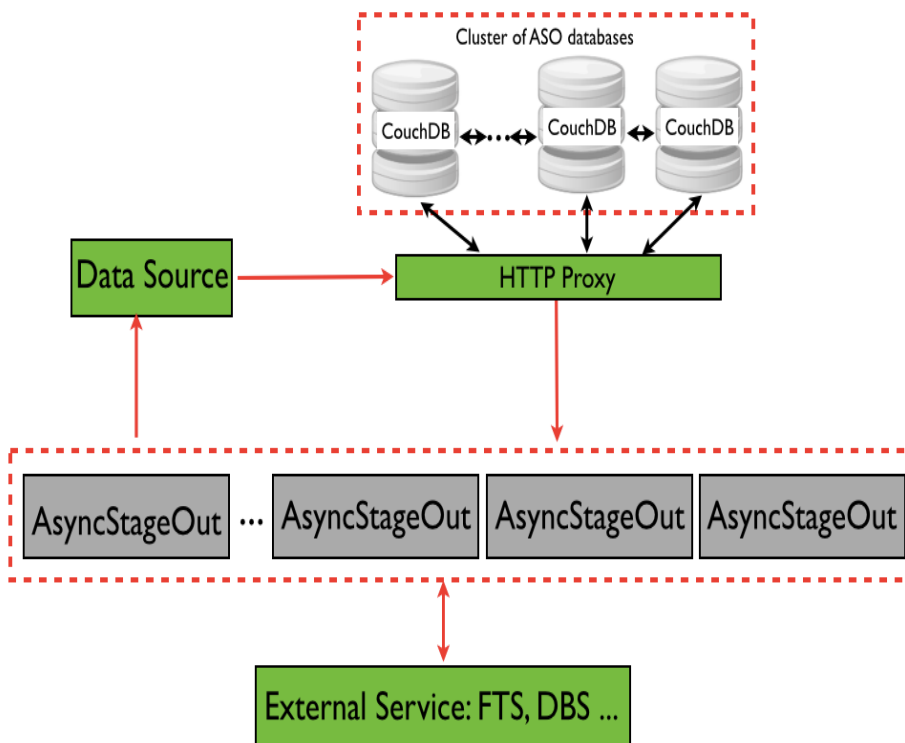 Cluster of ASO databases
CouchDB ... CouchDB CouchDB
Data Source
HTTP Proxy
AsyncStageOut ... AsyncStageOut AsyncStageOut AsyncStageOut
External Service: FTS, DBS ...